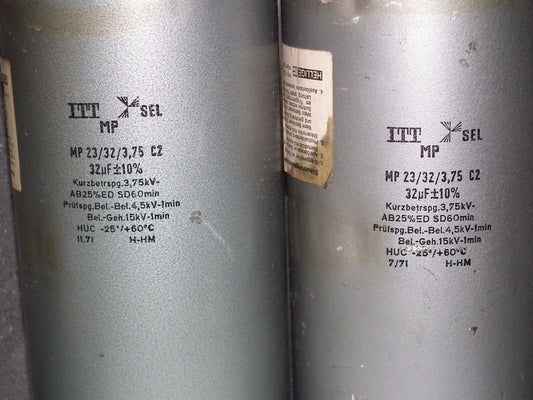 ITT SEL
MP
MP 23/32/3,75 C2
32µF±10%
Kurzbetrspg.3,75kV-
AB25%ED SD60min
Prüfspg.Bel.-Bel.4,5kV-1min
Bel.-Geh.15kV-1min
HUC -25°/+60°C
11.71 H-HM
HELLIGE
ITT SEL
MP
MP 23/32/3,75 C2
32µF±10%
Kurzbetrspg.3,75kV-
AB25%ED SD60min
Prüfspg.Bel.-Bel.4,5kV-1min
Bel.-Geh.15kV-1min
HUC -25°/+60°C
7/71 H-HM